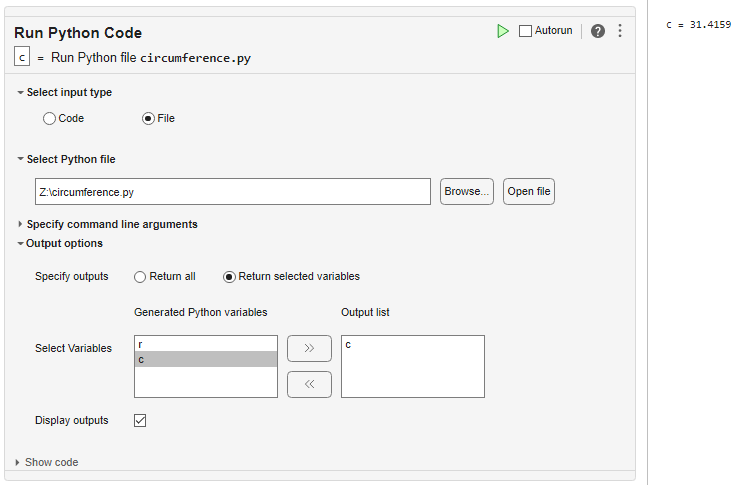 Run Python Code
Autorun
?
c = Run Python file circumference.py
c = 31.4159
Select input type
Code File
Select Python file
Z:\circumference.py Browse... Open file
Specify command line arguments
Output options
Specify outputs Return all Return selected variables
Generated Python variables Output list
Select Variables
r
c
>>
<<
c
Display outputs
Show code